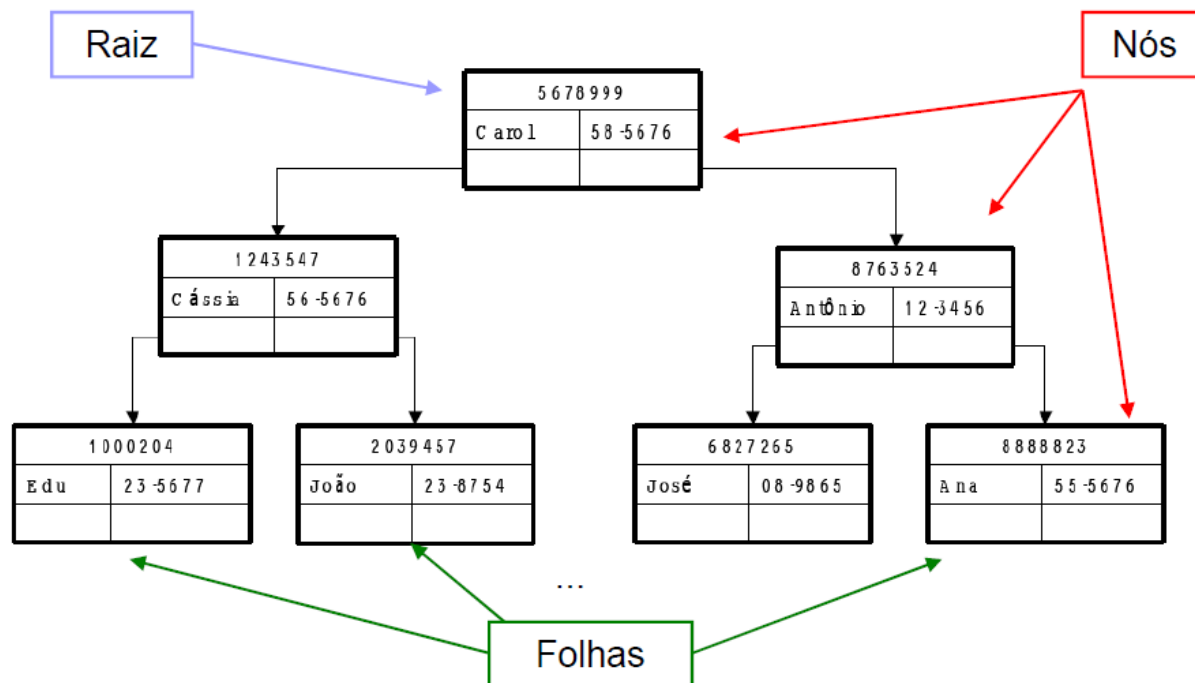 Raiz
Nós
5678999
Carol 58-5676
1243547
Cássia 56-5676
8763524
Antônio 12-3456
1000204
Edu 23-5677
2039457
João 23-8754
6827265
José 08-9865
8888823
Ana 55-5676
...
Folhas